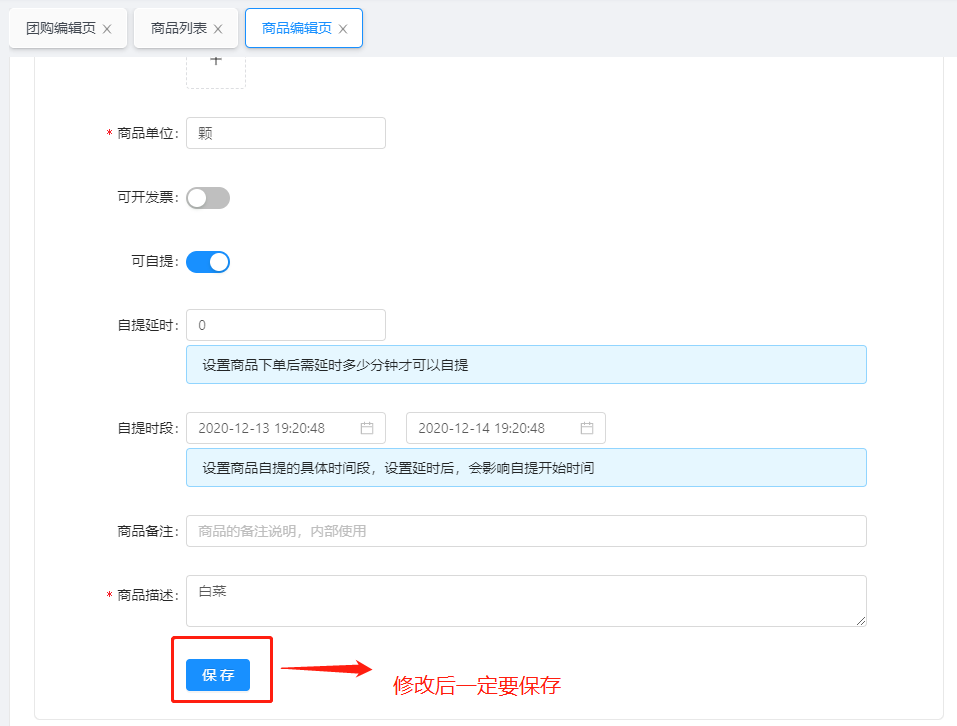 团购编辑页 商品列表 商品编辑页
* 商品单位: 颗
可开发票:
可自提:
自提延时: 0
设置商品下单后需延时多少分钟才可以自提
自提时段: 2020-12-13 19:20:48 2020-12-14 19:20:48
设置商品自提的具体时间段，设置延时后，会影响自提开始时间
商品备注: 商品的备注说明，内部使用
* 商品描述: 白菜
保存
修改后一定要保存